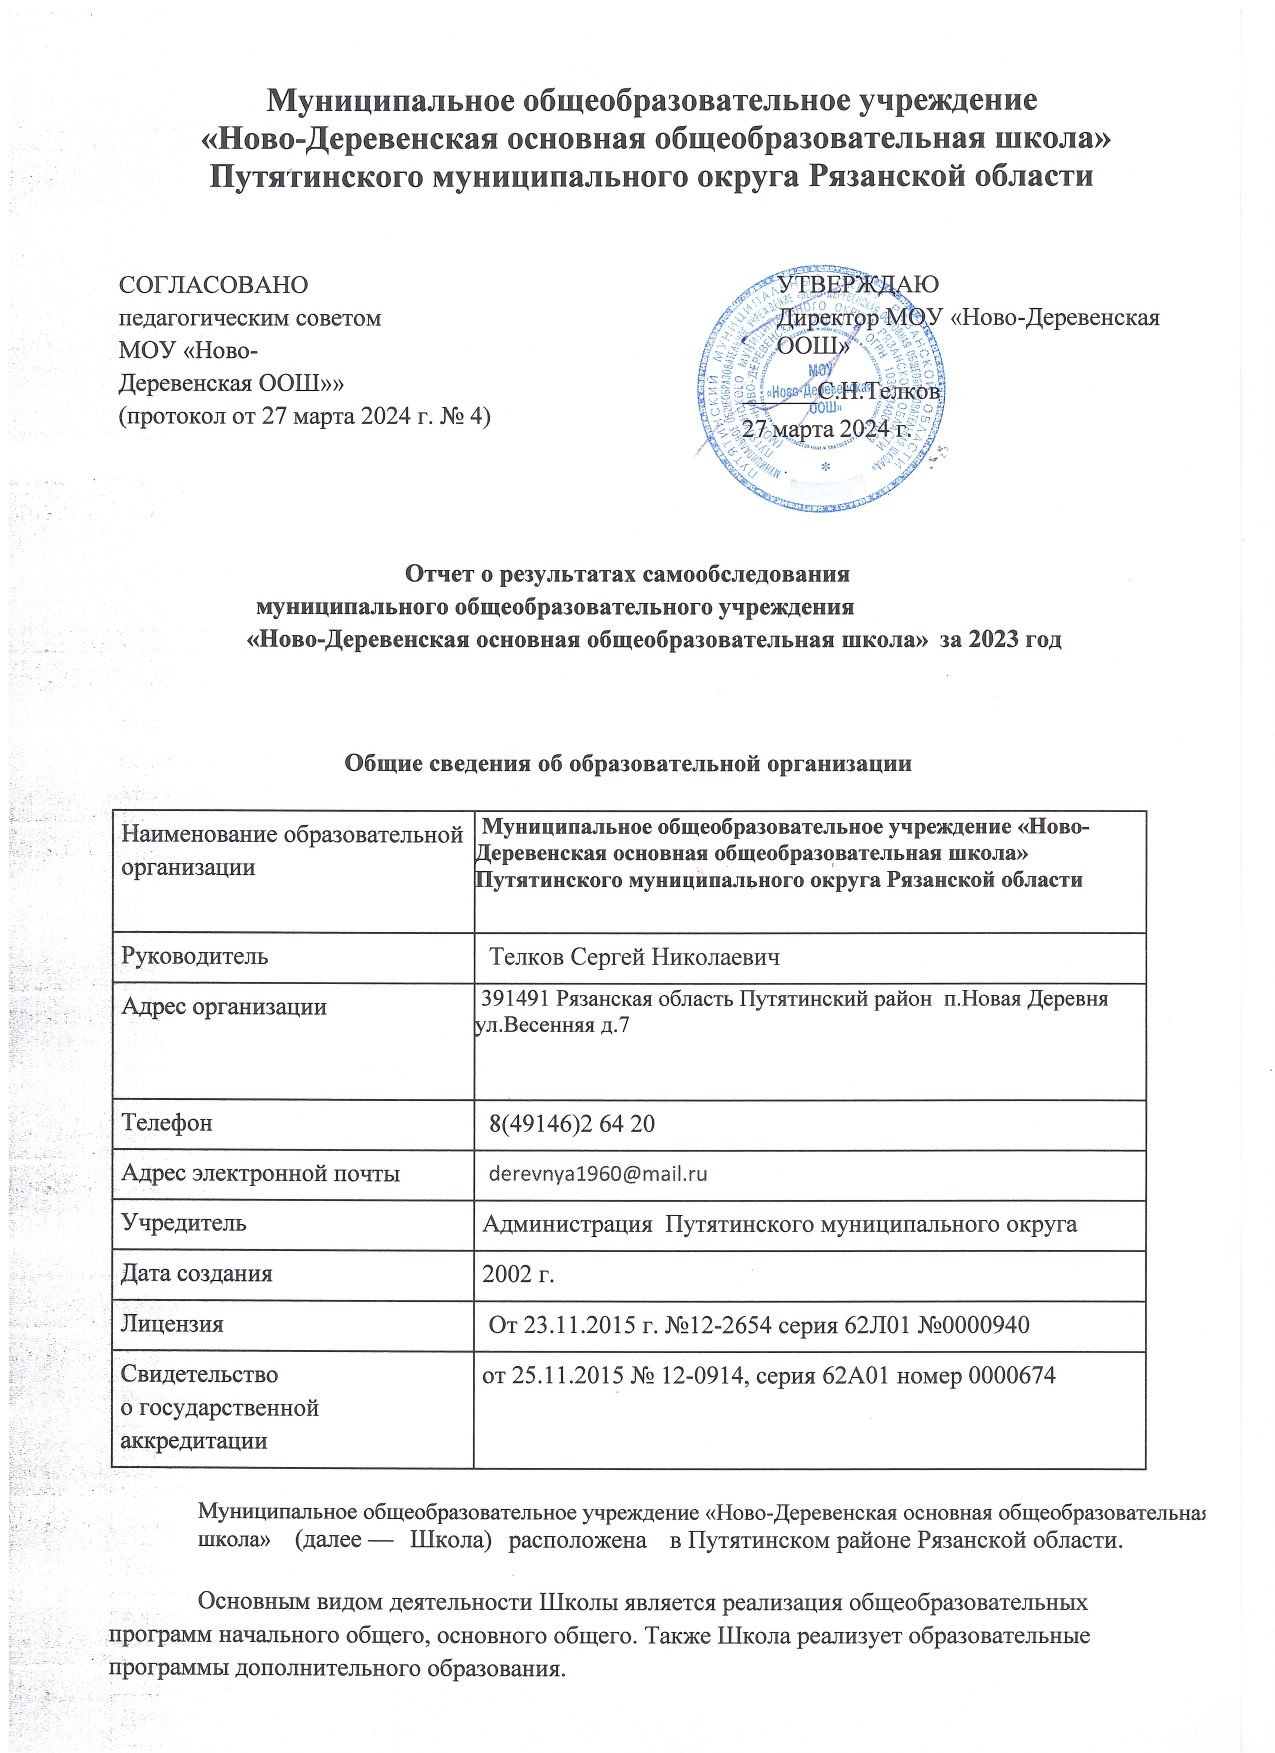 Муниципальное общеобразовательное учреждение
«Ново-Деревенская основная общеобразовательная школа»
Путятинского муниципального округа Рязанской области
СОГЛАСОВАНО
педагогическим советом
МОУ «Ново-
Деревенская ООШ»»
(протокол от 27 марта 2024 г. № 4)
УТВЕРЖДАЮ
Директор МОУ «Ново-Деревенская
ООШ»
______С.Н.Телков
27 марта 2024 г.
МОУ
«Ново-Деревенская
ООШ»
Отчет о результатах самообследования
муниципального общеобразовательного учреждения
«Ново-Деревенская основная общеобразовательная школа» за 2023 год
Общие сведения об образовательной организации
Наименование образовательной
организации
Муниципальное общеобразовательное учреждение «Ново-
Деревенская основная общеобразовательная школа»
Путятинского муниципального округа Рязанской области
Руководитель
Телков Сергей Николаевич
Адрес организации
391491 Рязанская область Путятинский район п.Новая Деревня
ул.Весенняя д.7
Телефон
8(49146)2 64 20
Адрес электронной почты
derevnya1960@mail.ru
Учредитель
Администрация Путятинского муниципального округа
Дата создания
2002 г.
Лицензия
От 23.11.2015 г. №12-2654 серия 62Л01 №0000940
Свидетельство
о государственной
аккредитации
от 25.11.2015 № 12-0914, серия 62А01 номер 0000674
Муниципальное общеобразовательное учреждение «Ново-Деревенская основная общеобразовательная
школа» (далее — Школа) расположена в Путятинском районе Рязанской области.
Основным видом деятельности Школы является реализация общеобразовательных
программ начального общего, основного общего. Также Школа реализует образовательные
программы дополнительного образования.